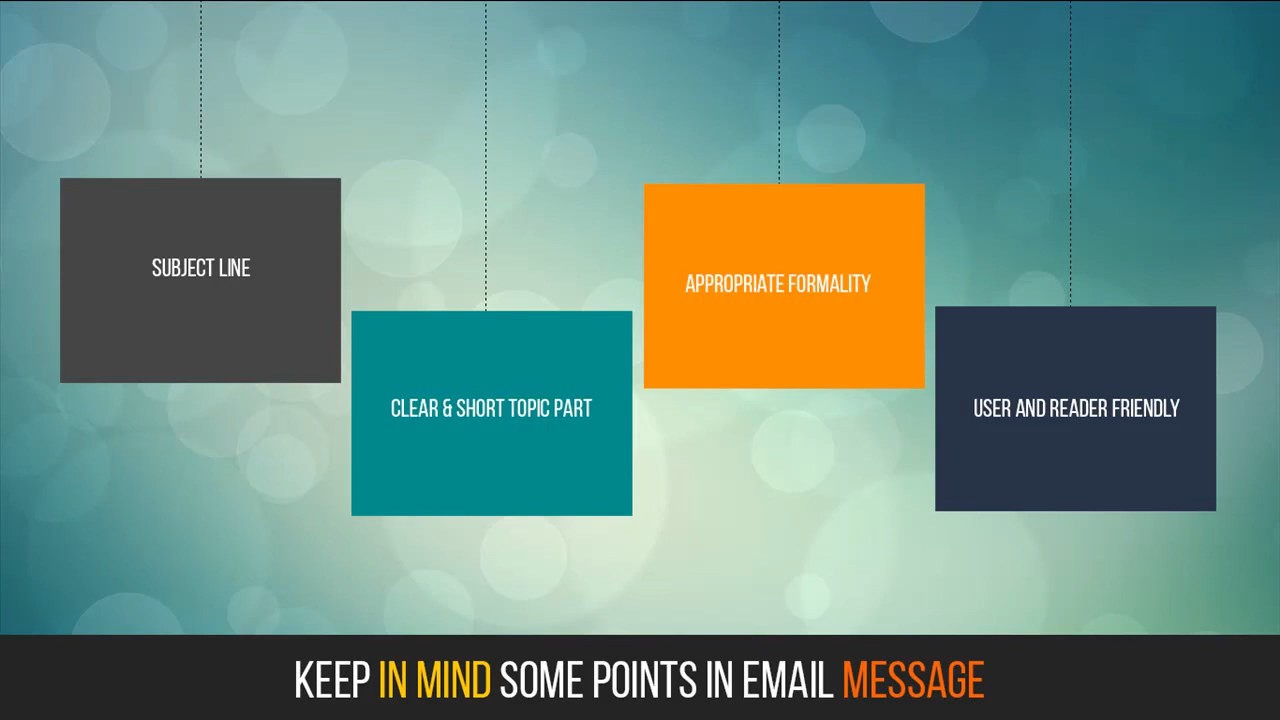 SUBJECT LINE
CLEAR & SHORT TOPIC PART
APPROPRIATE FORMALITY
USER AND READER FRIENDLY
KEEP IN MIND SOME POINTS IN EMAIL MESSAGE